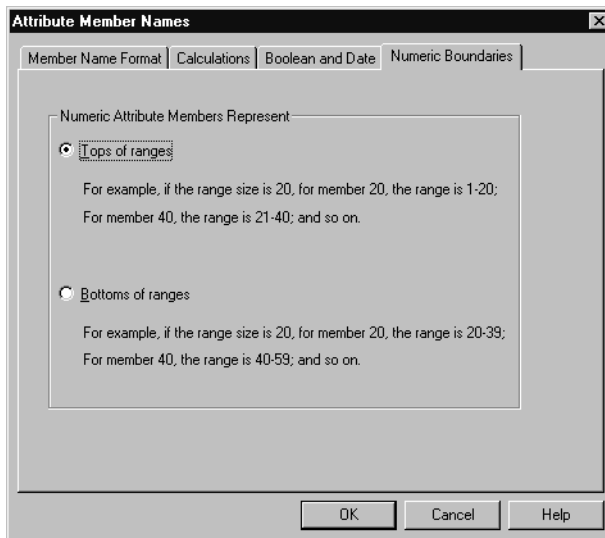 Attribute Member Names
Member Name Format
Calculations
Boolean and Date
Numeric Boundaries
Numeric Attribute Members Represent
Tops of ranges
For example, if the range size is 20, for member 20, the range is 1-20;
For member 40, the range is 21-40; and so on.
Bottoms of ranges
For example, if the range size is 20, for member 20, the range is 20-39;
For member 40, the range is 40-59; and so on.
OK
Cancel
Help